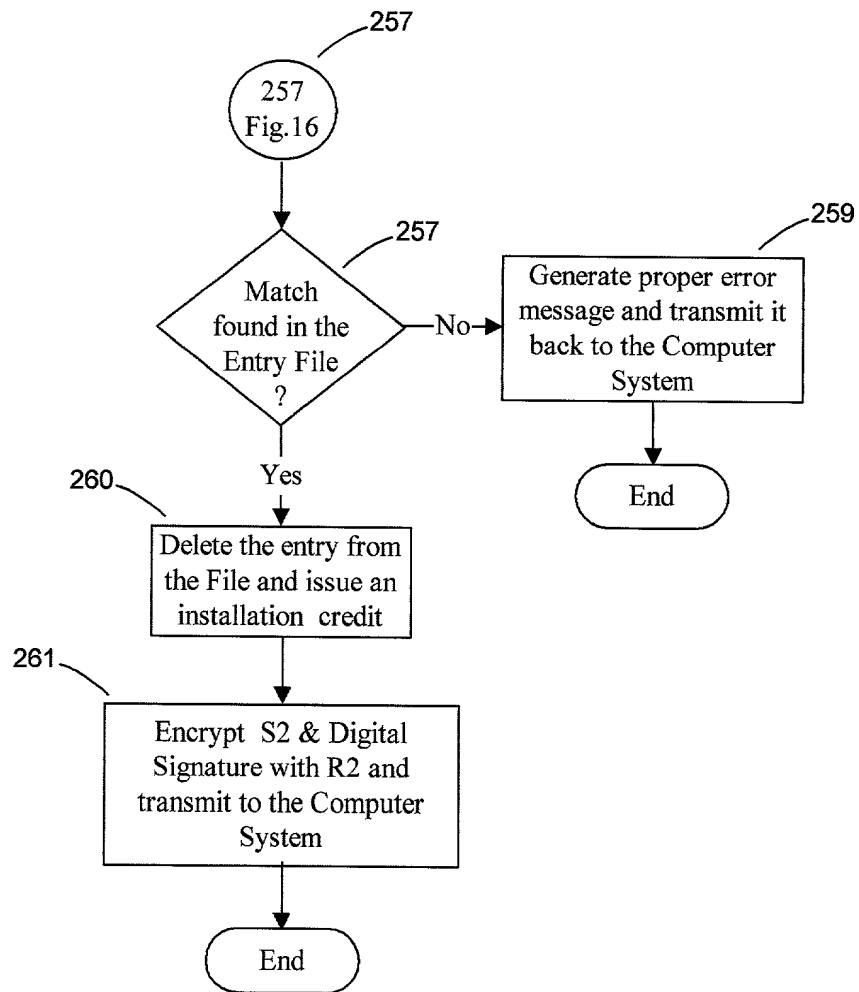 257
257
Fig.16
257
Match
found in the
Entry File
?
No
259
Generate proper error
message and transmit it
back to the Computer
System
End
Yes
260
Delete the entry from
the File and issue an
installation credit
261
Encrypt S2 & Digital
Signature with R2 and
transmit to the Computer
System
End